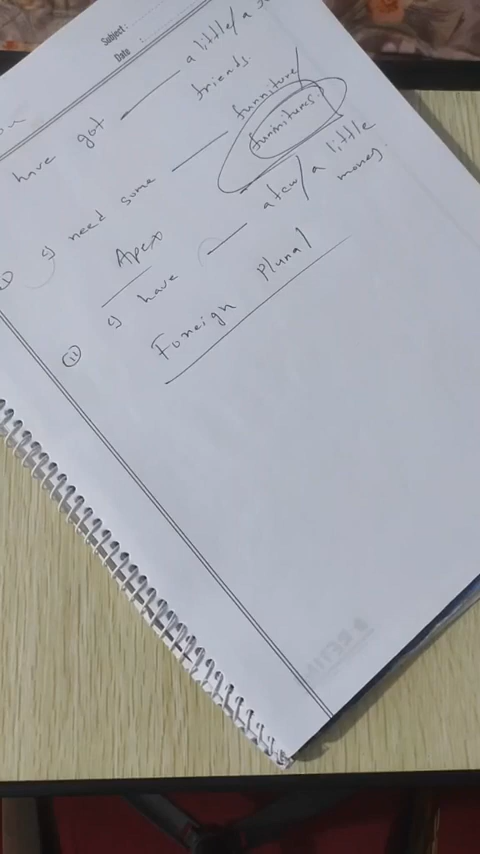 Subject:
Date :
have got ____ a little/a
friends
I need some ____ furniture/
furnitures.
Apex
I have ____ a few/a little
money.
(ii) Foreign Plural